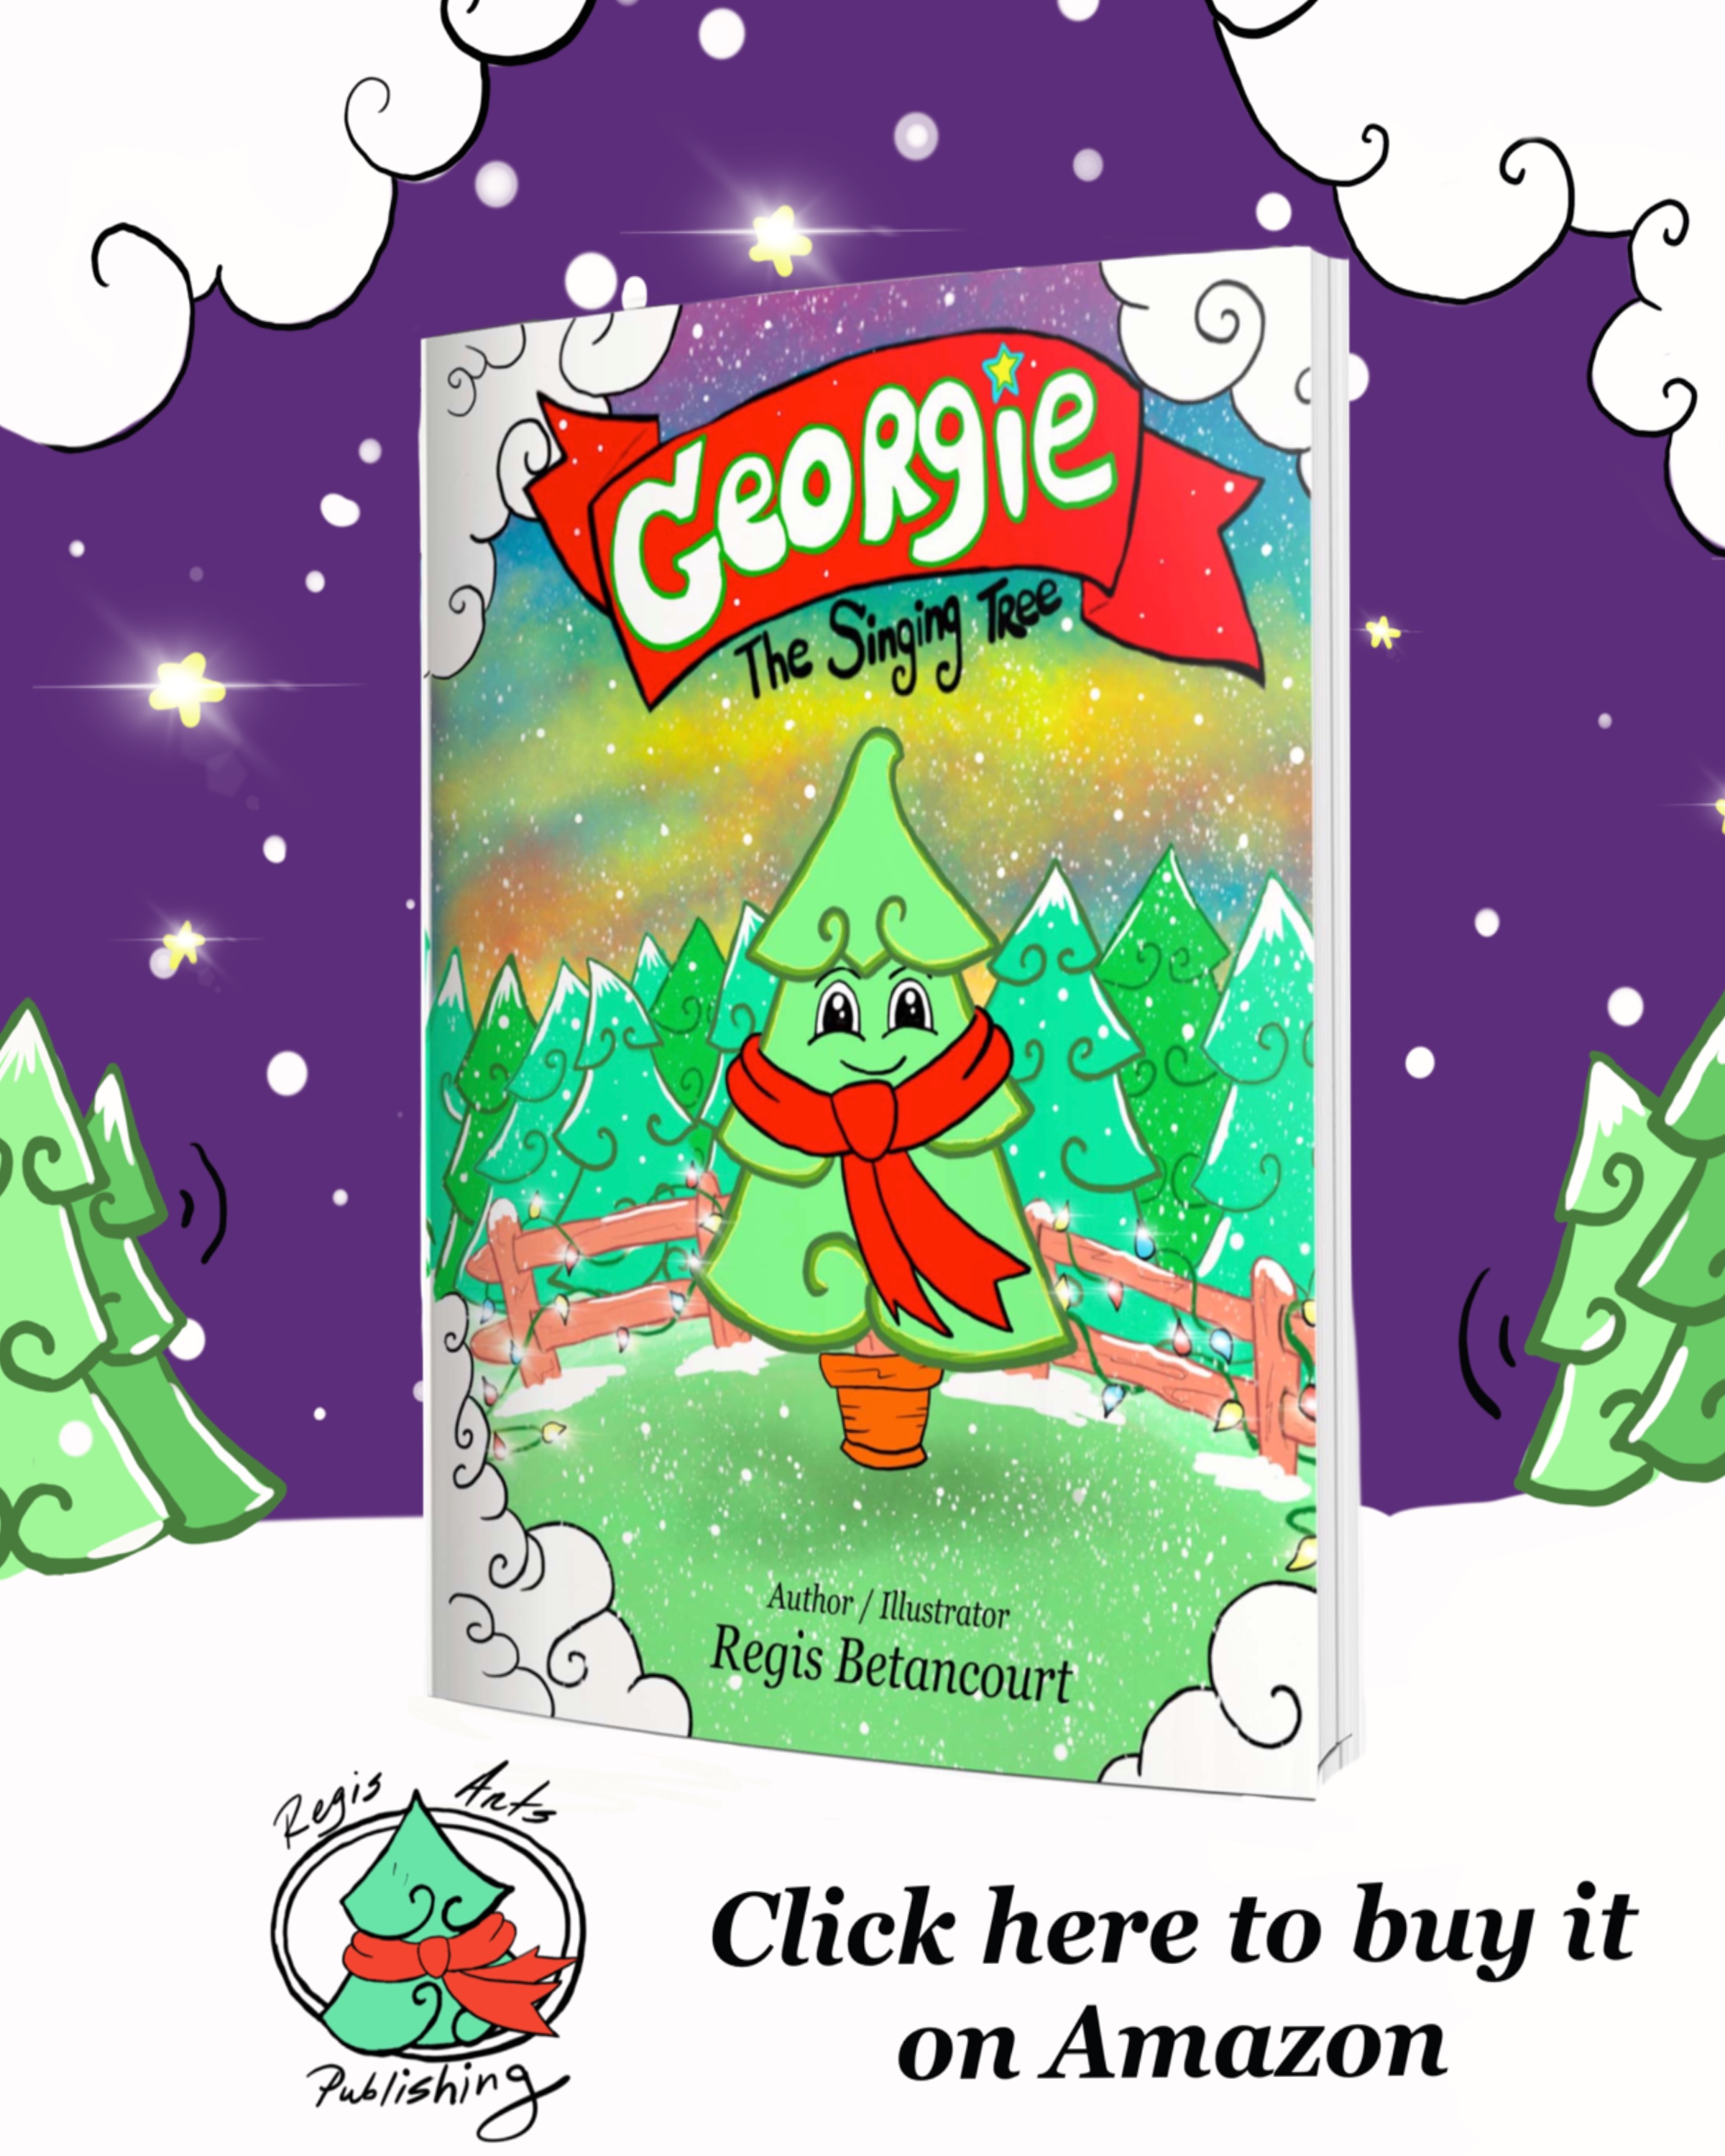 Georgie
The Singing Tree
Author / Illustrator
Regis Betancourt
Regis Arts
Publishing
Click here to buy it
on Amazon